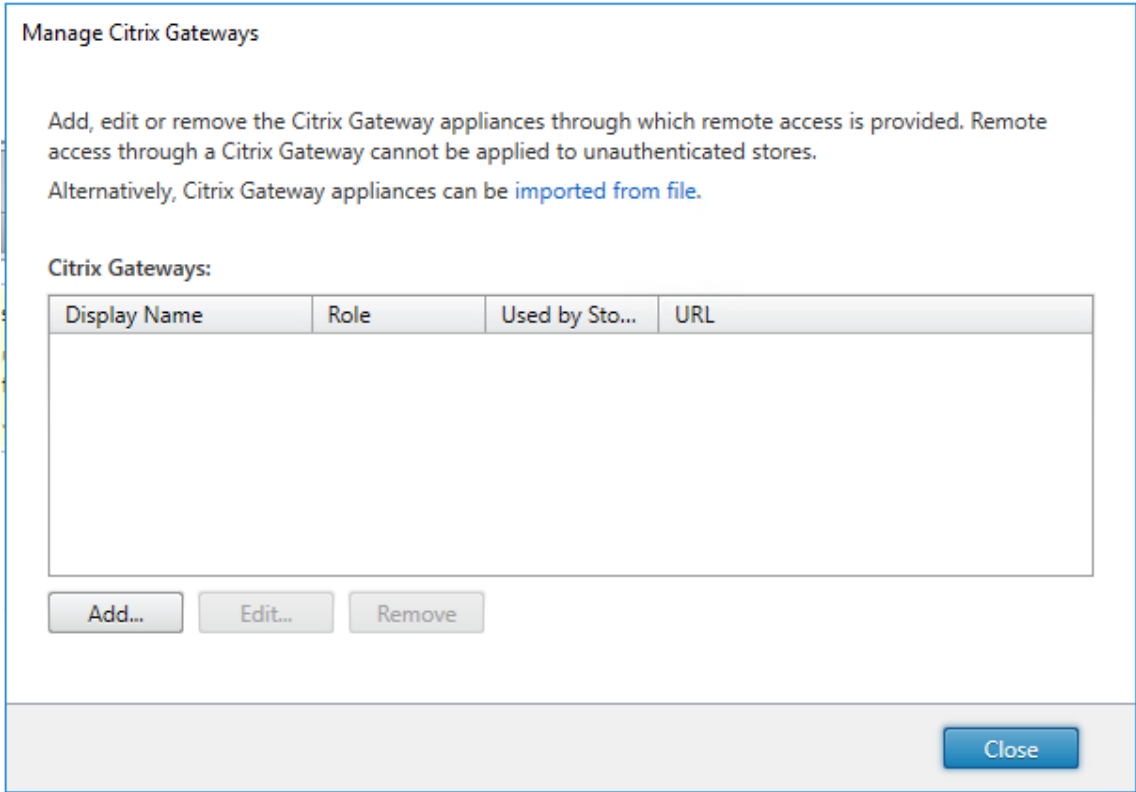 Manage Citrix Gateways
Add, edit or remove the Citrix Gateway appliances through which remote access is provided. Remote
access through a Citrix Gateway cannot be applied to unauthenticated stores.
Alternatively, Citrix Gateway appliances can be imported from file.
Citrix Gateways:
Display Name Role Used by Sto... URL
Add... Edit... Remove
Close